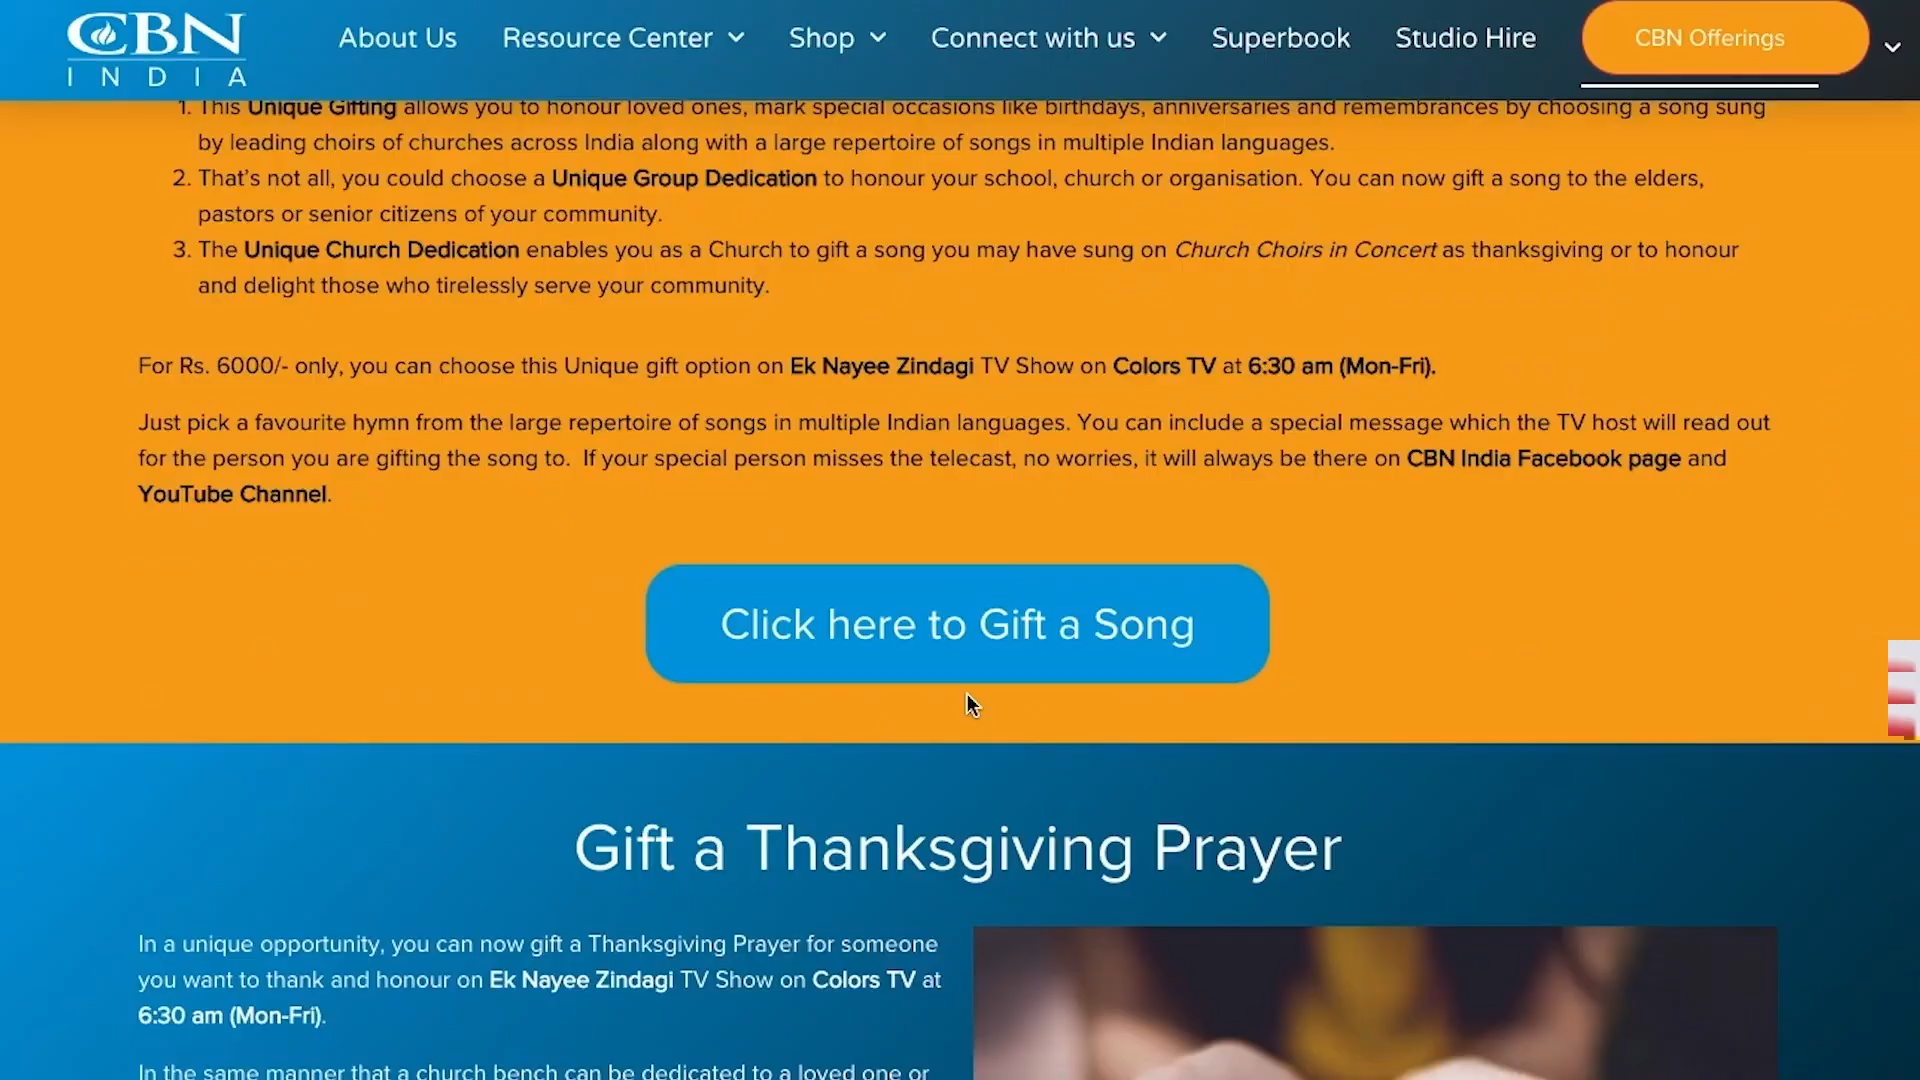 CBN
INDIA
About Us
Resource Center
Shop
Connect with us
Superbook
Studio Hire
CBN Offerings
1. This Unique Gifting allows you to honour loved ones, mark special occasions like birthdays, anniversaries and remembrances by choosing a song sung
by leading choirs of churches across India along with a large repertoire of songs in multiple Indian languages.
2. That's not all, you could choose a Unique Group Dedication to honour your school, church or organisation. You can now gift a song to the elders,
pastors or senior citizens of your community.
3. The Unique Church Dedication enables you as a Church to gift a song you may have sung on Church Choirs in Concert as thanksgiving or to honour
and delight those who tirelessly serve your community.
For Rs. 6000/- only, you can choose this Unique gift option on Ek Nayee Zindagi TV Show on Colors TV at 6:30 am (Mon-Fri).
Just pick a favourite hymn from the large repertoire of songs in multiple Indian languages. You can include a special message which the TV host will read out
for the person you are gifting the song to. If your special person misses the telecast, no worries, it will always be there on CBN India Facebook page and
YouTube Channel.
Click here to Gift a Song
Gift a Thanksgiving Prayer
In a unique opportunity, you can now gift a Thanksgiving Prayer for someone
you want to thank and honour on Ek Nayee Zindagi TV Show on Colors TV at
6:30 am (Mon-Fri).
In the same manner that a church bench can be dedicated to a loved one or